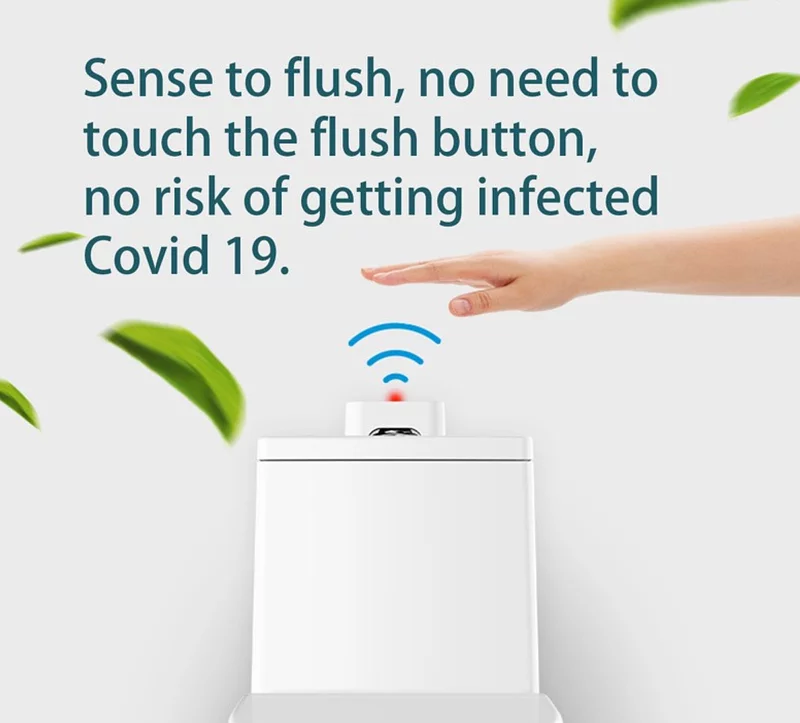 Sense to flush, no need to
touch the flush button,
no risk of getting infected
Covid 19.